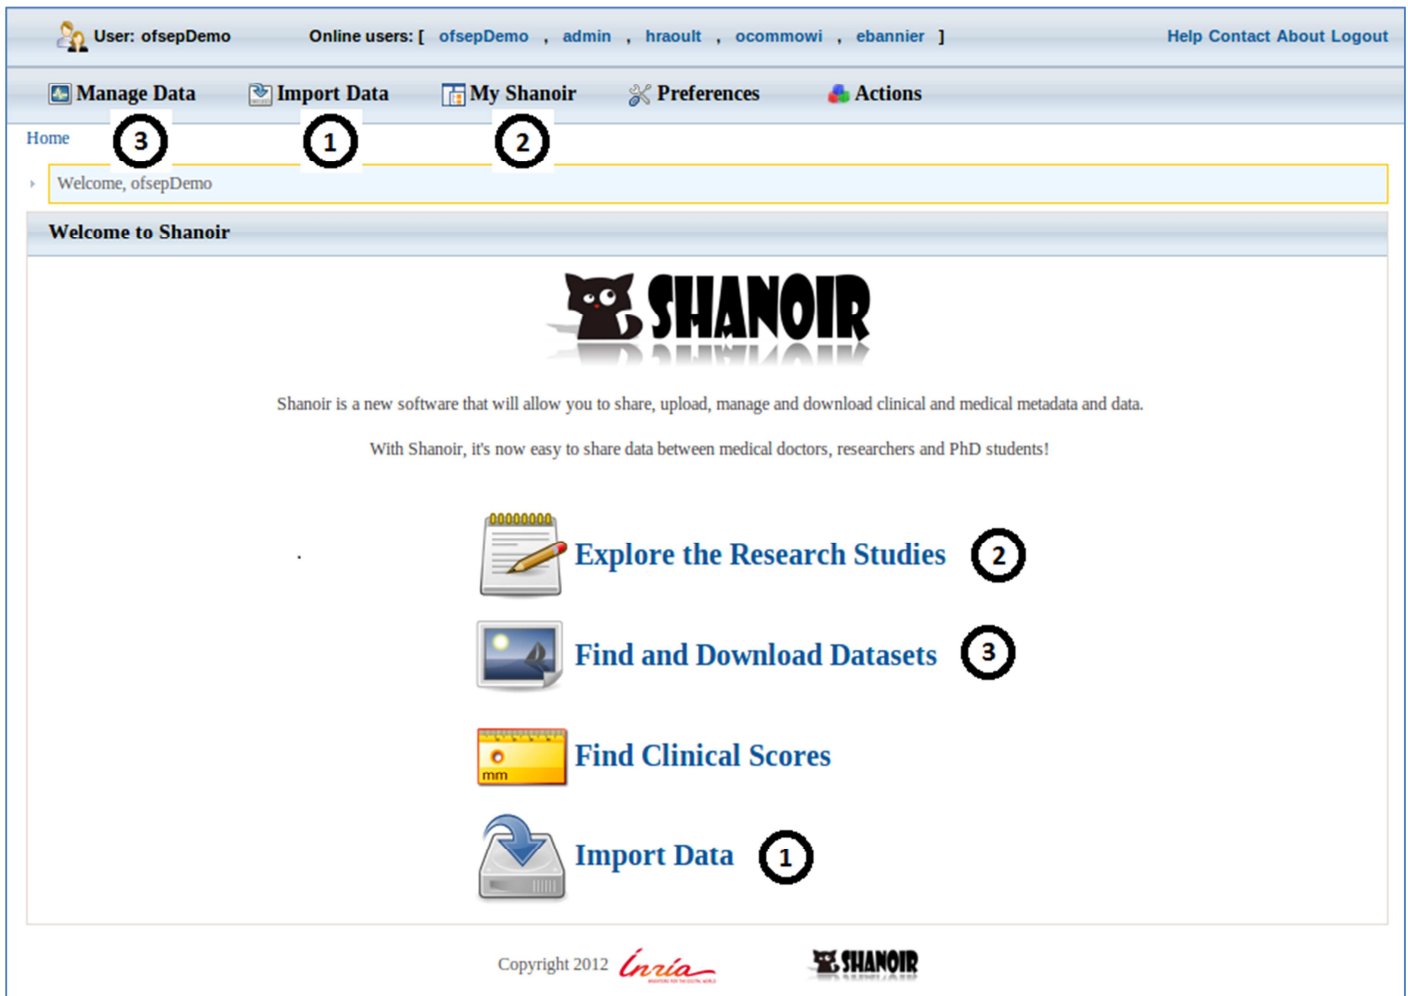 User: ofsepDemo Online users: [ ofsepDemo , admin , hraoult , ocommowi , ebannier ] Help Contact About Logout
Manage Data Import Data My Shanoir Preferences Actions
Home 3 1 2
Welcome, ofsepDemo
Welcome to Shanoir
SHANOIR
Shanoir is a new software that will allow you to share, upload, manage and download clinical and medical metadata and data.
With Shanoir, it's now easy to share data between medical doctors, researchers and PhD students!
Explore the Research Studies 2
Find and Download Datasets 3
mm Find Clinical Scores
Import Data 1
Copyright 2012 Inria SHANOIR